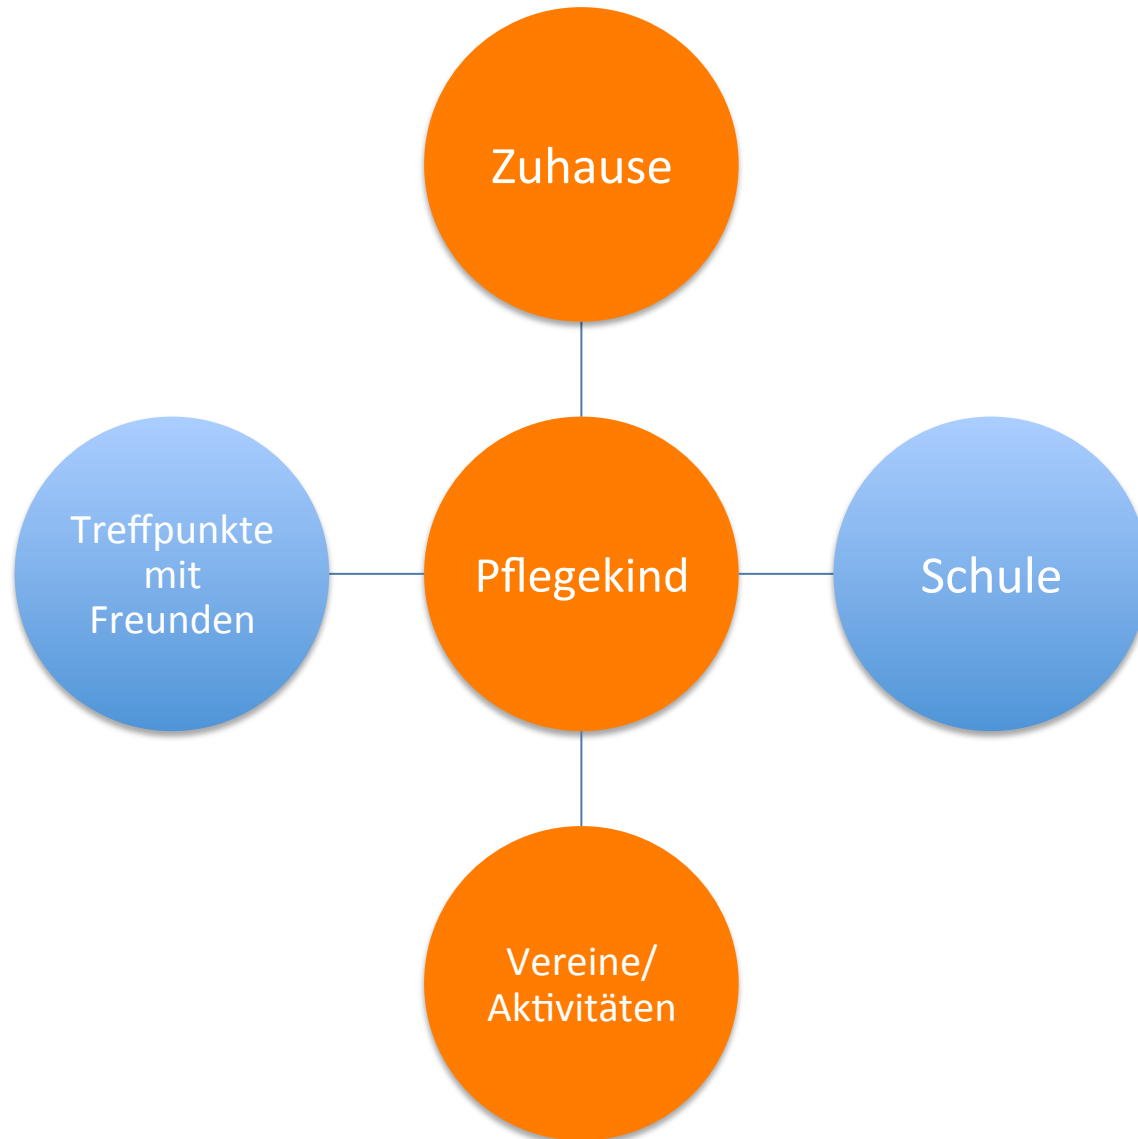 Zuhause
Treffpunkte
mit
Freunden
Pflegekind
Schule
Vereine/
Aktivitäten